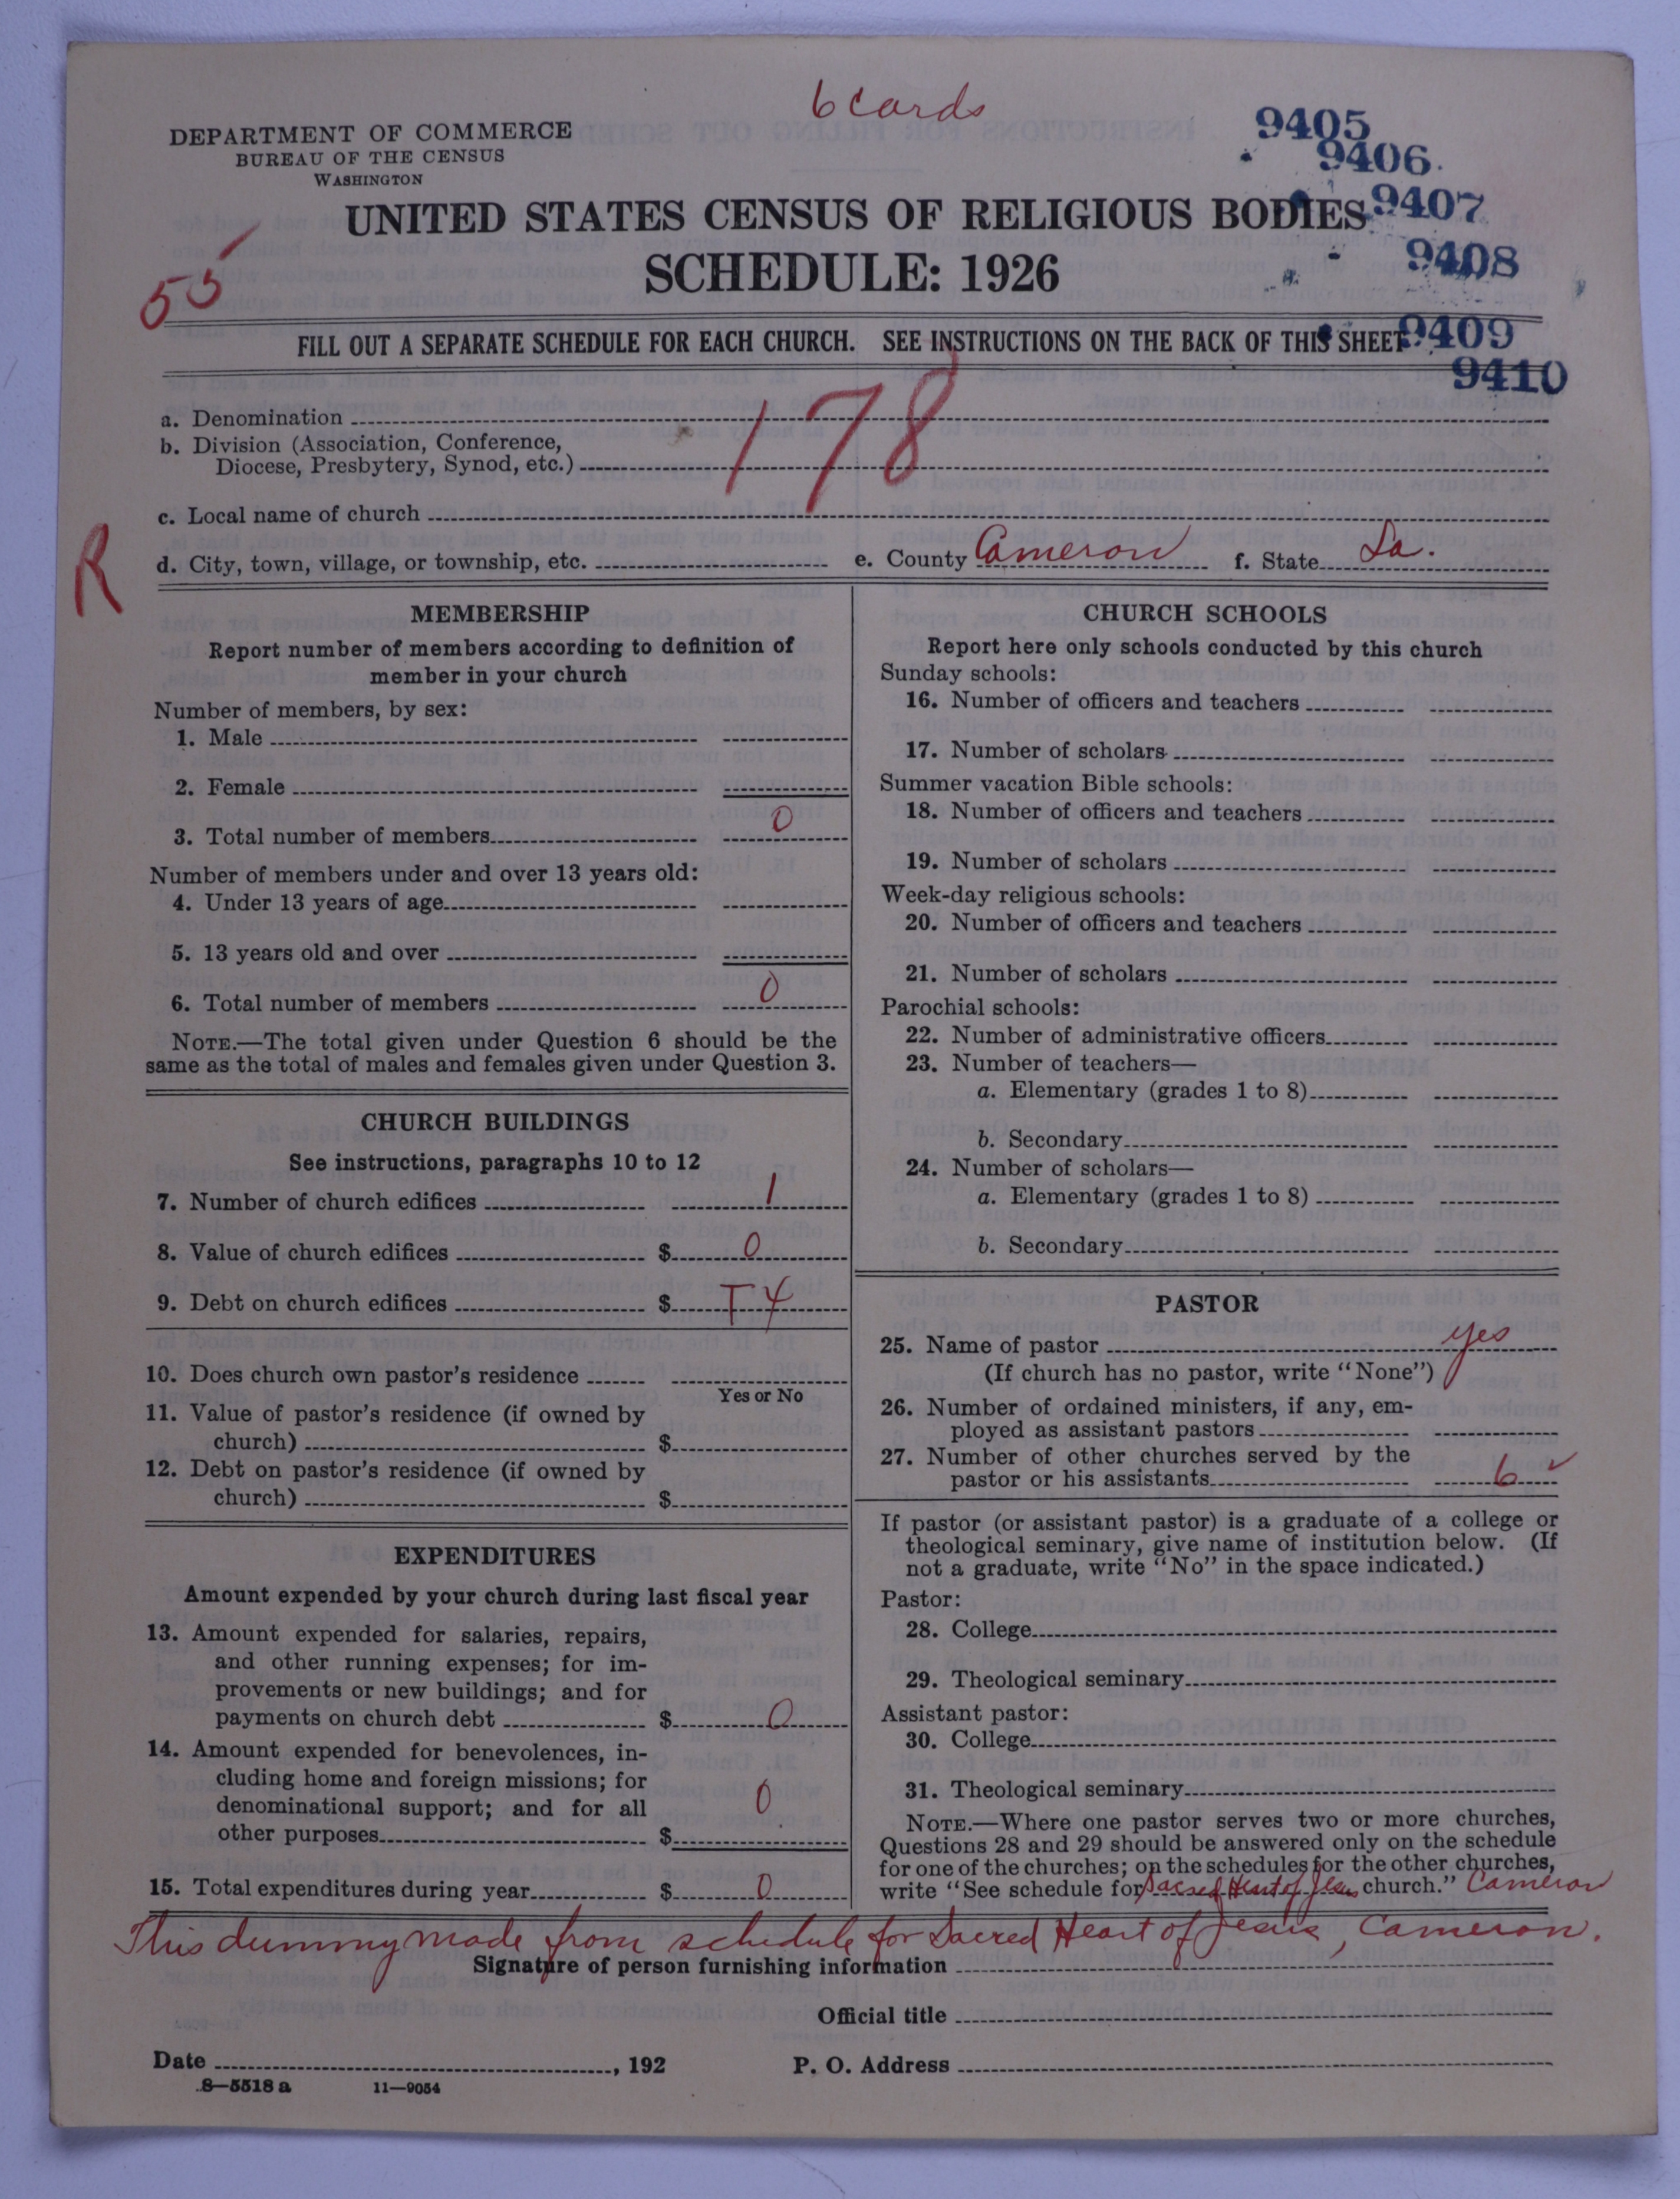 6 cards
DEPARTMENT OF COMMERCE
BUREAU OF THE CENSUS
WASHINGTON
9405
9406
9407
9408
9409
9410
UNITED STATES CENSUS OF RELIGIOUS BODIES
SCHEDULE: 1926
55
FILL OUT A SEPARATE SCHEDULE FOR EACH CHURCH. SEE INSTRUCTIONS ON THE BACK OF THIS SHEET
178
a. Denomination
b. Division (Association, Conference,
Diocese, Presbytery, Synod, etc.)
c. Local name of church
R
d. City, town, village, or township, etc. e. County Cameron f. State La.
MEMBERSHIP
Report number of members according to definition of
member in your church
Number of members, by sex:
1. Male
2. Female
3. Total number of members 0
Number of members under and over 13 years old:
4. Under 13 years of age
5. 13 years old and over
6. Total number of members 0
NOTE.—The total given under Question 6 should be the
same as the total of males and females given under Question 3.
CHURCH BUILDINGS
See instructions, paragraphs 10 to 12
7. Number of church edifices 1
8. Value of church edifices $ 0
9. Debt on church edifices $ T4
10. Does church own pastor's residence
Yes or No
11. Value of pastor's residence (if owned by
church) $
12. Debt on pastor's residence (if owned by
church) $
EXPENDITURES
Amount expended by your church during last fiscal year
13. Amount expended for salaries, repairs,
and other running expenses; for im-
provements or new buildings; and for
payments on church debt $ 0
14. Amount expended for benevolences, in-
cluding home and foreign missions; for
denominational support; and for all
other purposes $ 0
15. Total expenditures during year $ 0
CHURCH SCHOOLS
Report here only schools conducted by this church
Sunday schools:
16. Number of officers and teachers
17. Number of scholars
Summer vacation Bible schools:
18. Number of officers and teachers
19. Number of scholars
Week-day religious schools:
20. Number of officers and teachers
21. Number of scholars
Parochial schools:
22. Number of administrative officers
23. Number of teachers—
a. Elementary (grades 1 to 8)
b. Secondary
24. Number of scholars—
a. Elementary (grades 1 to 8)
b. Secondary
PASTOR
25. Name of pastor yes
(If church has no pastor, write "None")
26. Number of ordained ministers, if any, em-
ployed as assistant pastors
27. Number of other churches served by the
pastor or his assistants 6 ✓
If pastor (or assistant pastor) is a graduate of a college or
theological seminary, give name of institution below. (If
not a graduate, write "No" in the space indicated.)
Pastor:
28. College
29. Theological seminary
Assistant pastor:
30. College
31. Theological seminary
NOTE.—Where one pastor serves two or more churches,
Questions 28 and 29 should be answered only on the schedule
for one of the churches; on the schedules for the other churches,
write "See schedule for Sacred Heart of Jesus church." Cameron
This dummy made from schedule for Sacred Heart of Jesus, Cameron.
Signature of person furnishing information
Official title
Date , 192 P. O. Address
8—5518 a 11—9054